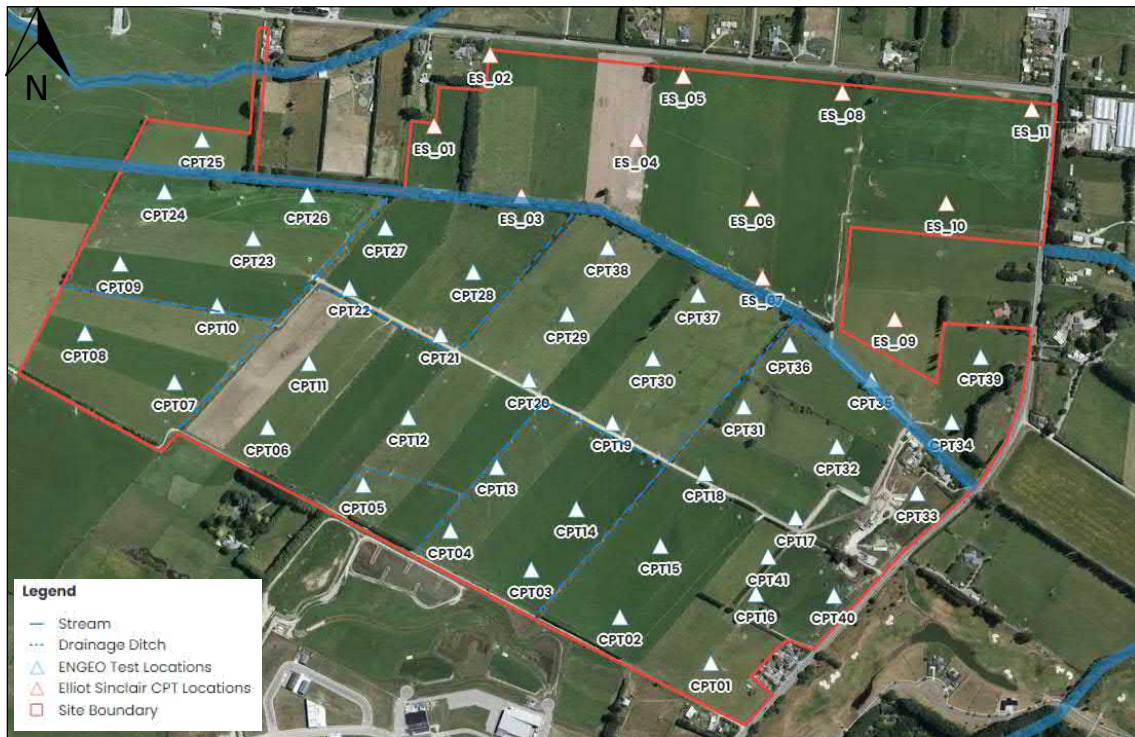 N
ES_02
ES_05
ES_08
ES_11
ES_01
ES_04
CPT25
CPT24
CPT26
ES_03
ES_06
ES_10
CPT23
CPT27
CPT38
CPT09
CPT28
CPT22
CPT37
ES_07
CPT10
CPT29
ES_09
CPT08
CPT21
CPT30
CPT36
CPT39
CPT11
CPT07
CPT20
CPT35
CPT06
CPT12
CPT19
CPT31
CPT34
CPT32
CPT13
CPT18
CPT05
CPT33
CPT14
CPT17
CPT04
CPT15
CPT41
CPT03
CPT16
CPT40
CPT02
CPT01
Legend
Stream
Drainage Ditch
ENGEO Test Locations
Elliot Sinclair CPT Locations
Site Boundary